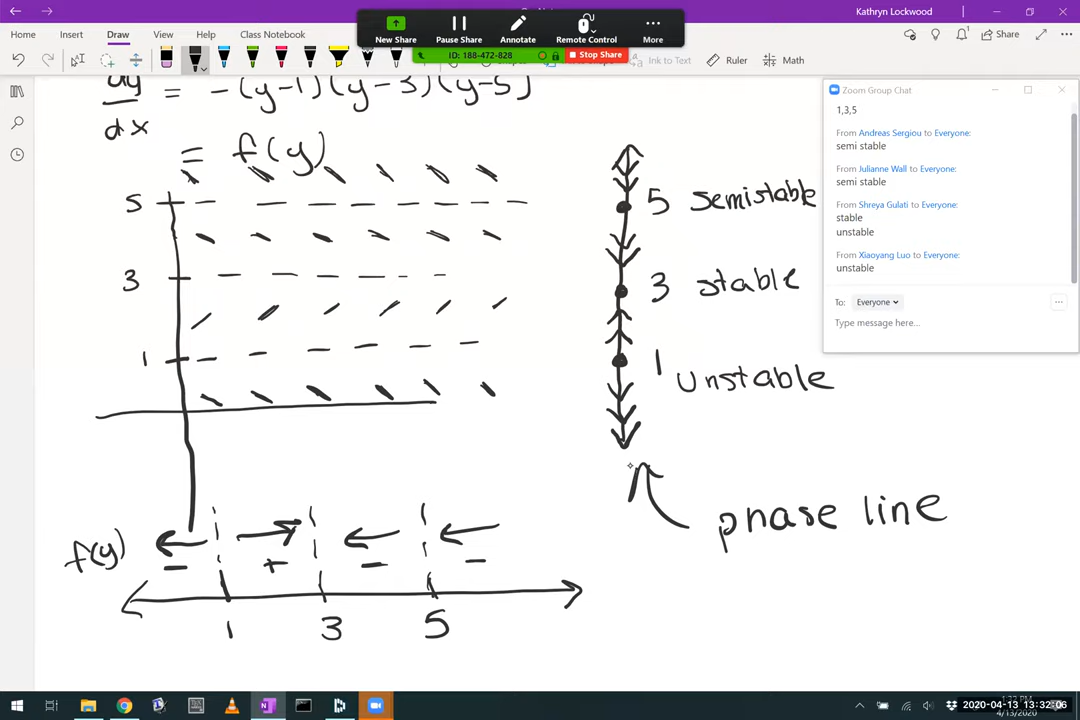 Kathryn Lockwood
Home Insert Draw View Help Class Notebook
Share
New Share Pause Share Annotate Remote Control More
ID: 188-472-828 Stop Share
Ink to Text Ruler Math
dy
dx
= -(y-1)(y-3)(y-5)
= f(y)
5
3
1
5 semistable
3 stable
1 unstable
phase line
f(y)
- + - -
1 3 5
Zoom Group Chat
1,3,5
From Andreas Sergiou to Everyone:
semi stable
From Julianne Wall to Everyone:
semi stable
From Shreya Gulati to Everyone:
stable
unstable
From Xiaoyang Luo to Everyone:
unstable
To: Everyone
Type message here...
2020-04-13 13:32:06